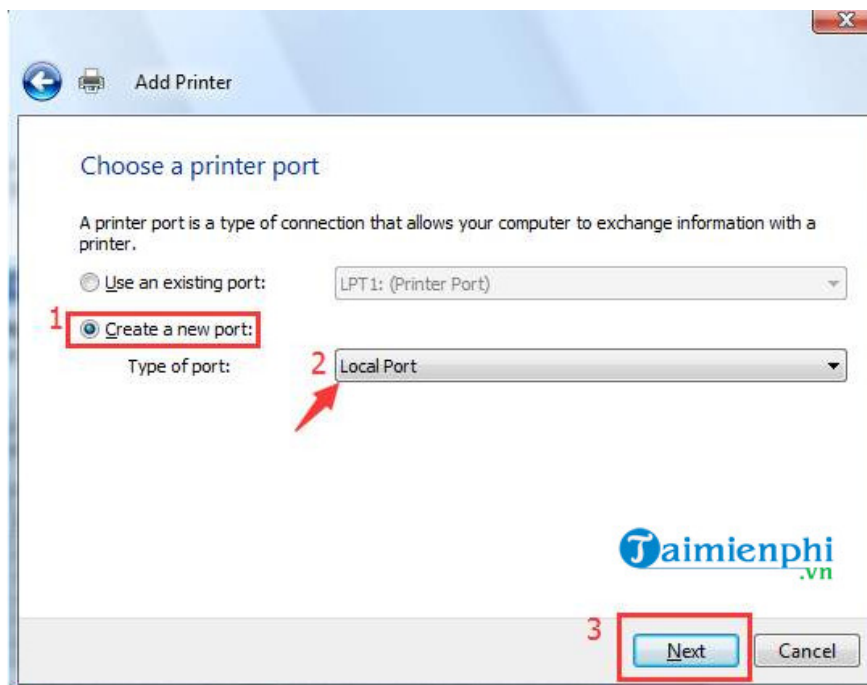 X
Add Printer
Choose a printer port
A printer port is a type of connection that allows your computer to exchange information with a
printer.
Use an existing port: LPT1: (Printer Port)
1 Create a new port:
Type of port: 2 Local Port
Taimienphi
.vn
3 Next Cancel